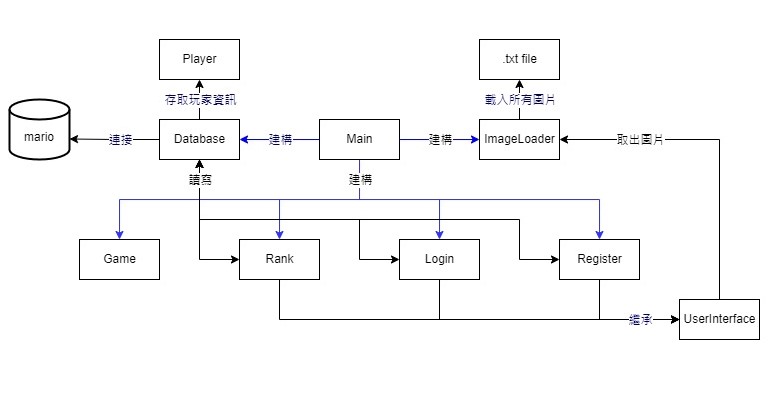 Player
.txt file
存取玩家資訊
載入所有圖片
mario
連接
Database
建構
Main
建構
ImageLoader
取出圖片
讀寫
建構
Game
Rank
Login
Register
繼承
UserInterface